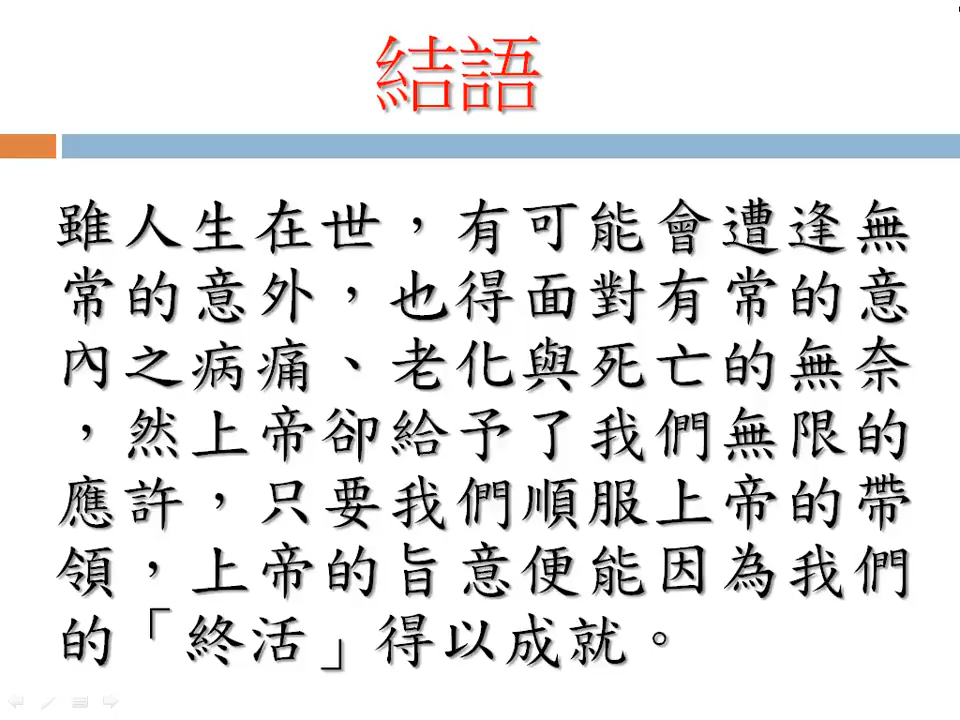 結語
雖人生在世，有可能會遭逢無
常的意外，也得面對有常的意
內之病痛、老化與死亡的無奈
，然上帝卻給予了我們無限的
應許，只要我們順服上帝的帶
領，上帝的旨意便能因為我們
的「終活」得以成就。